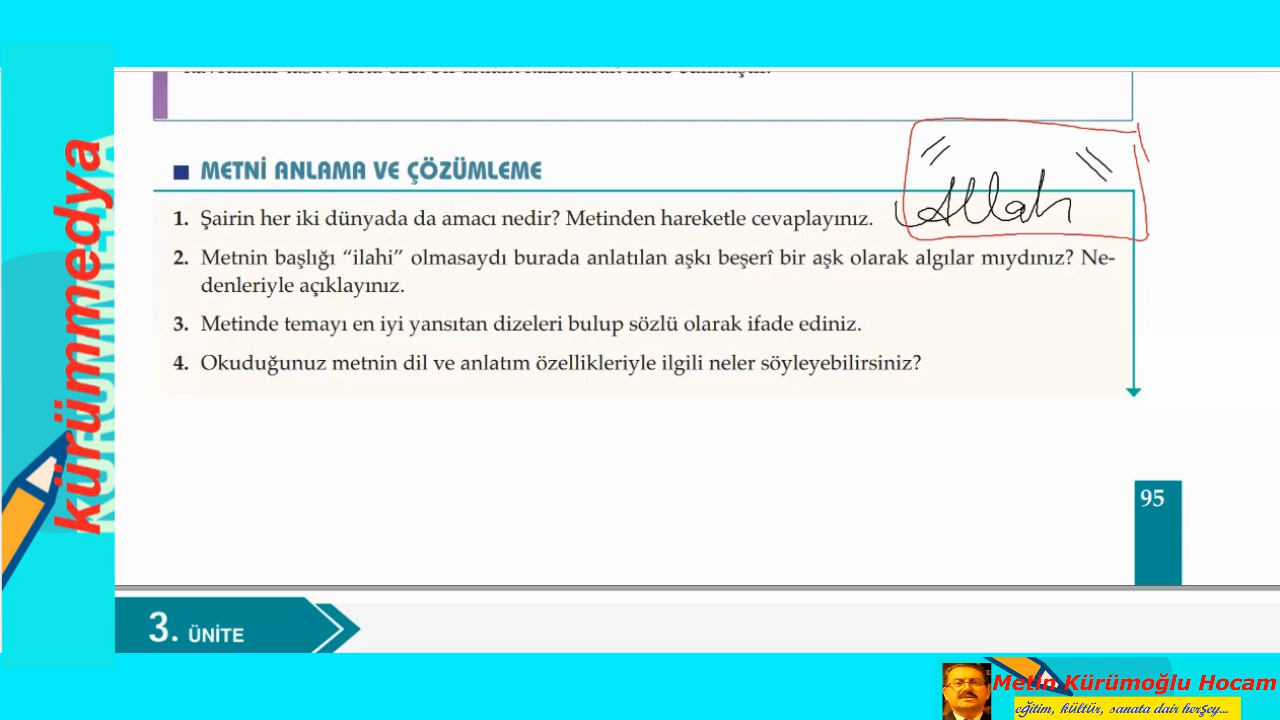 METNİ ANLAMA VE ÇÖZÜMLEME
" Allah "
1. Şairin her iki dünyada da amacı nedir? Metinden hareketle cevaplayınız.
2. Metnin başlığı “ilahi” olmasaydı burada anlatılan aşkı beşerî bir aşk olarak algılar mıydınız? Ne-
denleriyle açıklayınız.
3. Metinde temayı en iyi yansıtan dizeleri bulup sözlü olarak ifade ediniz.
4. Okuduğunuz metnin dil ve anlatım özellikleriyle ilgili neler söyleyebilirsiniz?
kürümmedya
95
3. ÜNİTE
Metin Kürümoğlu Hocam
eğitim, kültür, sanata dair herşey...